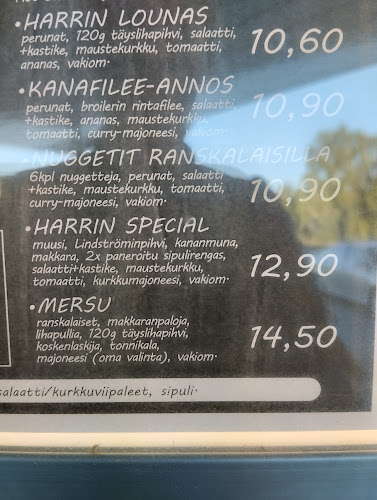 •HARRIN LOUNAS
perunat, 120g täyslihapihvi, salaatti,
+kastike, maustekurkku, tomaatti,
ananas, vakiom.
10,60
•KANAFILEE-ANNOS
perunat, broilerin rintafilee, salaatti,
+kastike, ananas, maustekurkku,
tomaatti, curry-majoneesi, vakiom.
10,90
•NUGGETIT RANSKALAISILLA
6kpl nuggetteja, perunat, salaatti
+kastike, maustekurkku, tomaatti,
curry-majoneesi, vakiom.
10,90
•HARRIN SPECIAL
muusi, Lindströminpihvi, kananmuna,
makkara, 2x paneroitu sipulirengas,
salaatti+kastike, maustekurkku,
tomaatti, kurkkumajoneesi, vakiom.
12,90
•MERSU
ranskalaiset, makkaranpaloja,
lihapullia, 120g täyslihapihvi,
koskenlaskija, tonnikala,
majoneesi (oma valinta), vakiom.
14,50
salaatti/kurkkuviipaleet, sipuli.